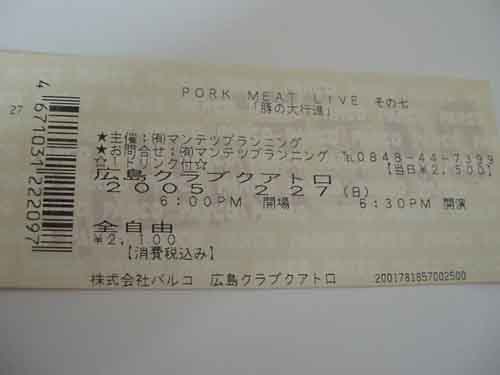 PORK MEAT LIVE その七
「豚の大行進」
★主催:㈲マンテツプランニング
★お問合せ:㈲マンテツプランニング ℡0848-44-7399
☆1ドリンク付☆ 【当日¥2,500】
広島クラブクアトロ
2005. 2.27(日)
6:00PM 開場 6:30PM 開演
全自由
¥2,100
【消費税込み】
株式会社パルコ 広島クラブクアトロ 2001781857002500
27
4671031222097